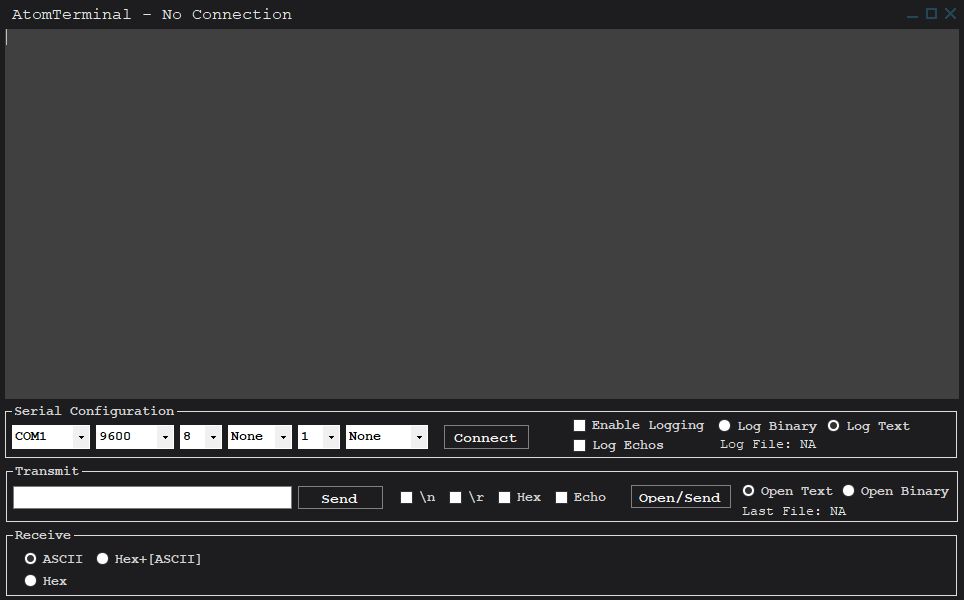 AtomTerminal - No Connection
Serial Configuration
COM1 9600 8 None 1 None Connect Enable Logging Log Binary Log Text
Log Echos Log File: NA
Transmit
Send \n \r Hex Echo Open/Send Open Text Open Binary
Last File: NA
Receive
ASCII Hex+[ASCII]
Hex